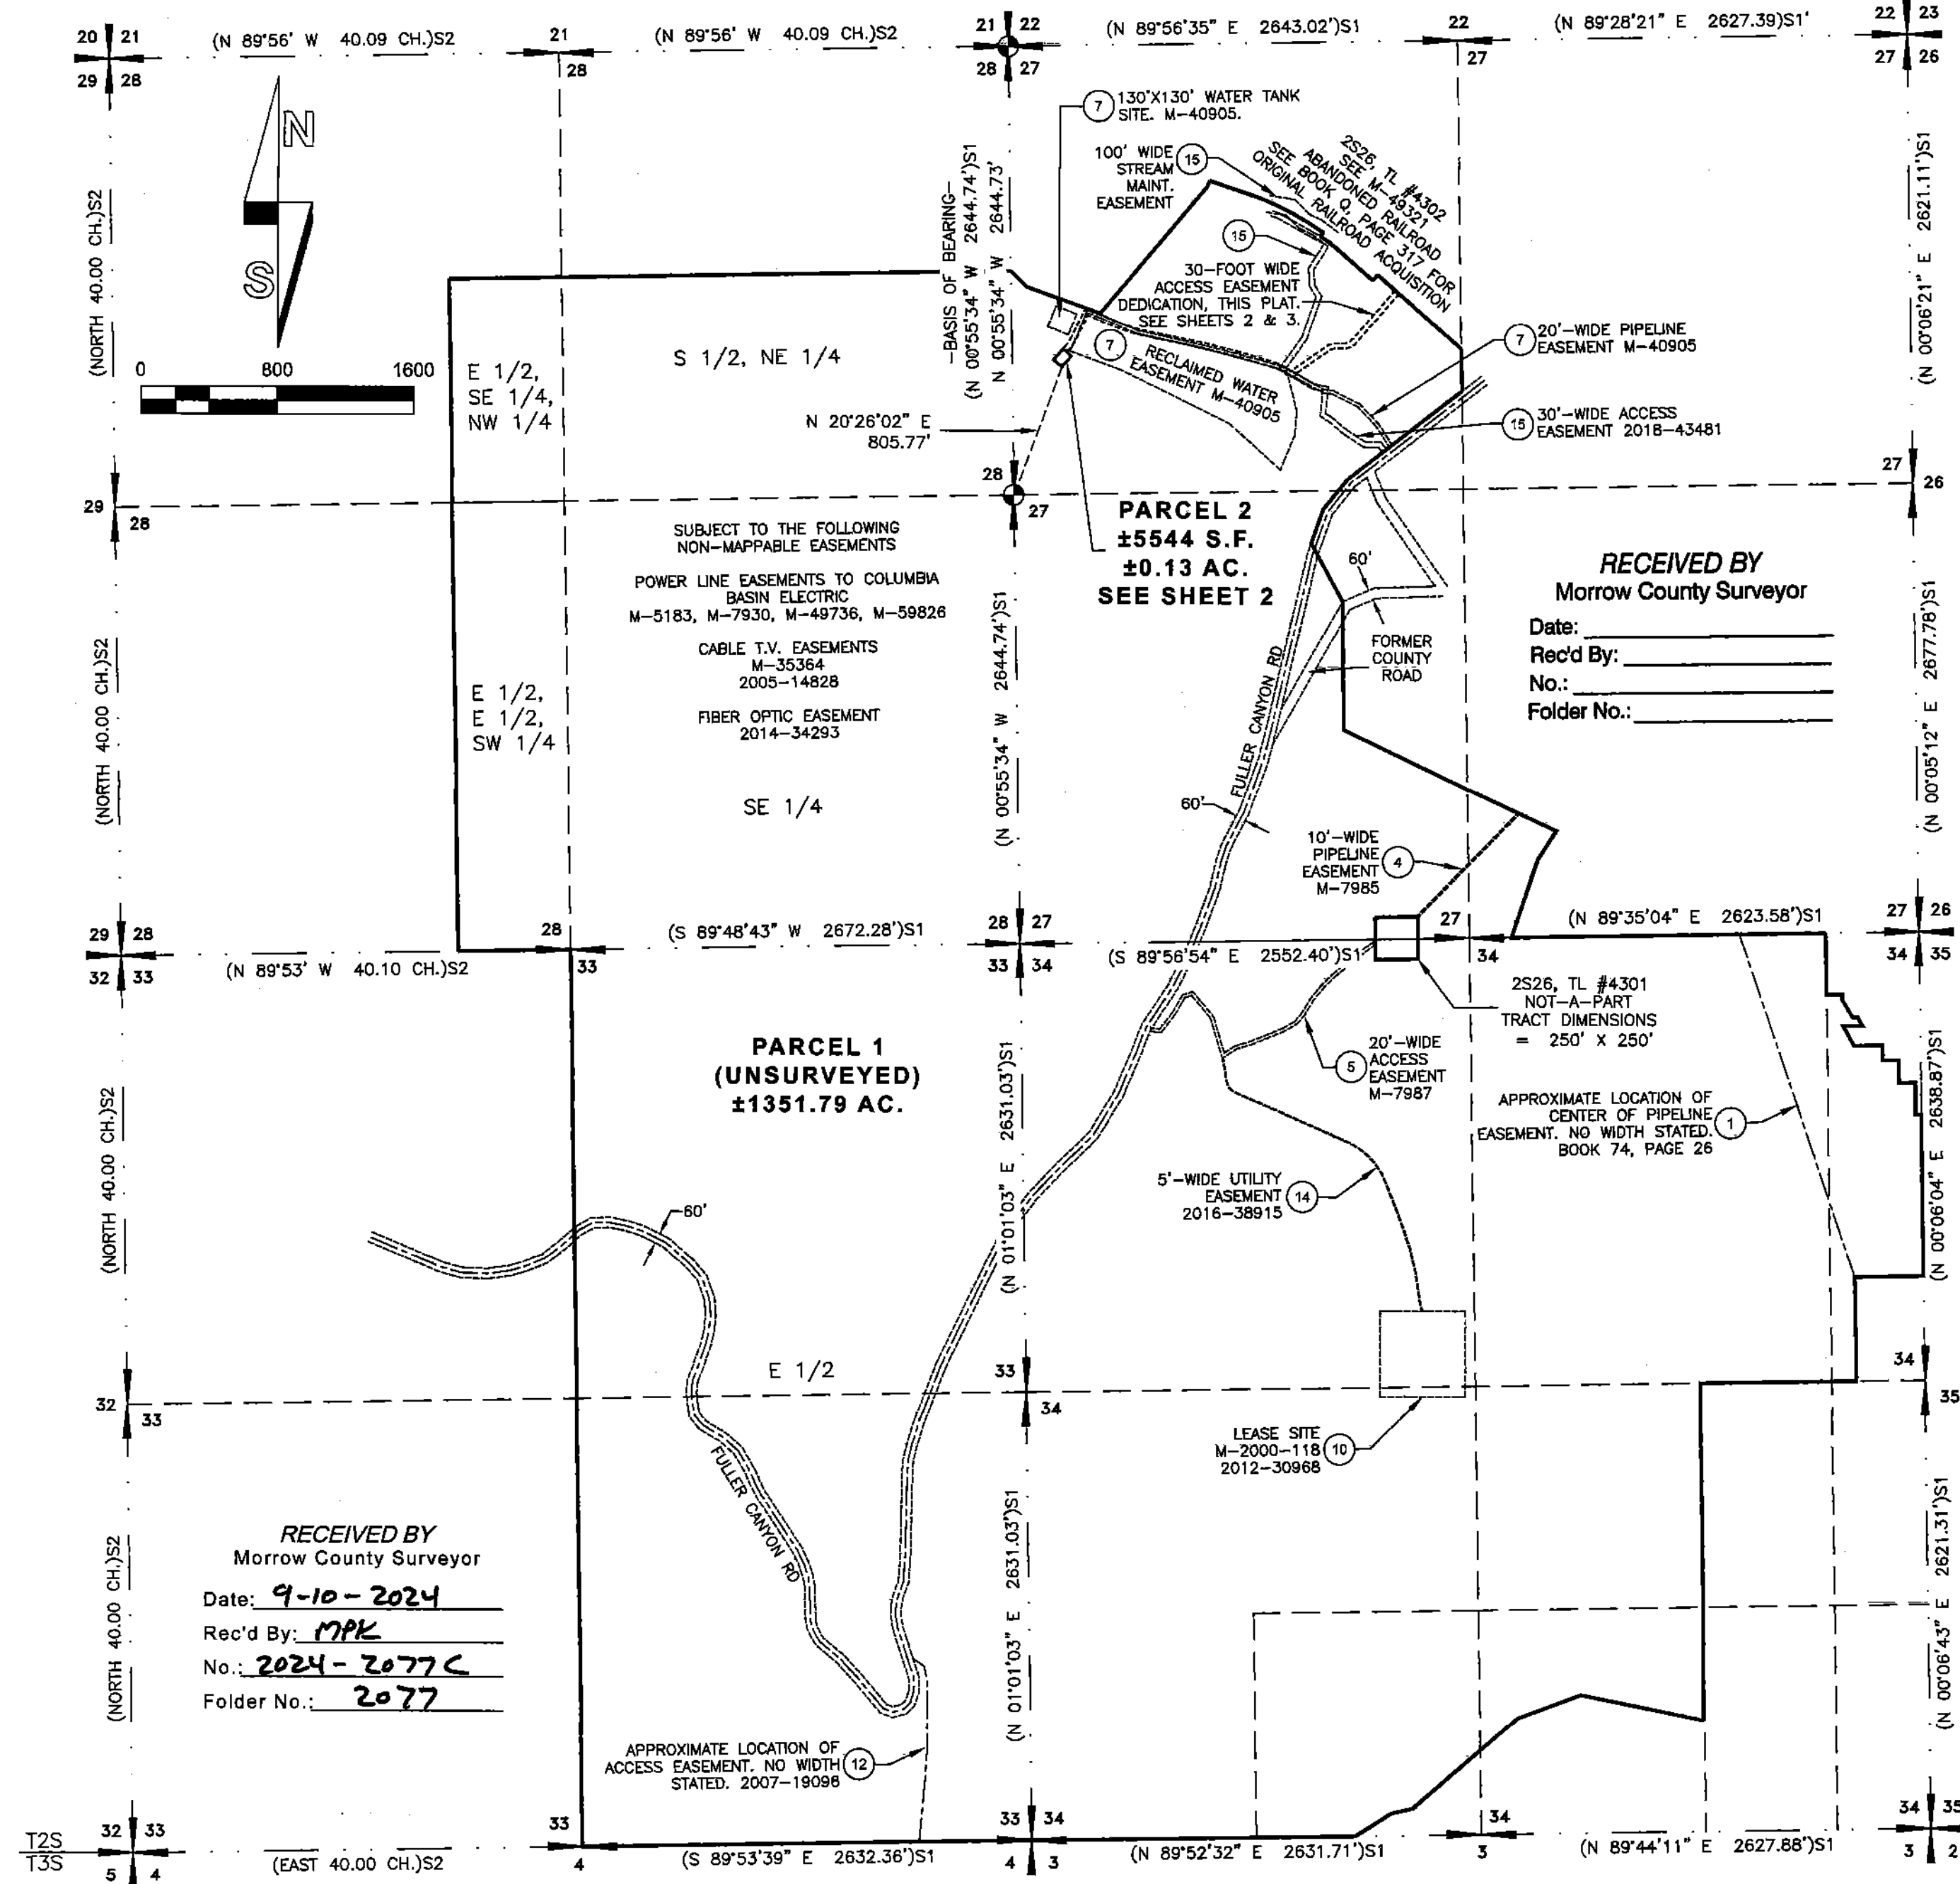 20 21
29 28
(N 89°56' W 40.09 CH.)S2
21
28
(N 89°56' W 40.09 CH.)S2
21 22
28 27
(N 89°56'35" E 2643.02')S1
22
27
(N 89°28'21" E 2627.39)S1'
22 23
27 26
N
S
0 800 1600
(NORTH 40.00 CH.)S2
7
130'X130' WATER TANK
SITE. M-40905.
100' WIDE
STREAM
MAINT.
EASEMENT
15
2S26, TL #4302
SEE M-49321
ABANDONED RAILROAD
SEE BOOK Q, PAGE 317 FOR
ORIGINAL RAILROAD ACQUISITION
15
30-FOOT WIDE
ACCESS EASEMENT
DEDICATION, THIS PLAT.
SEE SHEETS 2 & 3.
-BASIS OF BEARING-
(N 00°55'34" W 2644.74')S1
N 00°55'34" W 2644.73'
(N 00°06'21" E 2621.11')S1
E 1/2,
SE 1/4,
NW 1/4
S 1/2, NE 1/4
7
RECLAIMED WATER
EASEMENT M-40905
7
20'-WIDE PIPELINE
EASEMENT M-40905
15
30'-WIDE ACCESS
EASEMENT 2018-43481
N 20°26'02" E
805.77'
29
28
28
27
27
26
SUBJECT TO THE FOLLOWING
NON-MAPPABLE EASEMENTS
POWER LINE EASEMENTS TO COLUMBIA
BASIN ELECTRIC
M-5183, M-7930, M-49736, M-59826
CABLE T.V. EASEMENTS
M-35364
2005-14828
FIBER OPTIC EASEMENT
2014-34293
PARCEL 2
±5544 S.F.
±0.13 AC.
SEE SHEET 2
60'
FORMER
COUNTY
ROAD
RECEIVED BY
Morrow County Surveyor
Date:
Rec'd By:
No.:
Folder No.:
(NORTH 40.00 CH.)S2
E 1/2,
E 1/2,
SW 1/4
SE 1/4
(N 00°55'34" W 2644.74')S1
FULLER CANYON RD
60'
(N 00°05'12" E 2677.78')S1
10'-WIDE
PIPELINE
EASEMENT
M-7985
4
29 28
32 33
(N 89°53' W 40.10 CH.)S2
28
33
(S 89°48'43" W 2672.28')S1
28 27
33 34
(S 89°56'54" E 2552.40')S1
27
34
(N 89°35'04" E 2623.58')S1
27 26
34 35
2S26, TL #4301
NOT-A-PART
TRACT DIMENSIONS
= 250' X 250'
PARCEL 1
(UNSURVEYED)
±1351.79 AC.
5
20'-WIDE
ACCESS
EASEMENT
M-7987
APPROXIMATE LOCATION OF
CENTER OF PIPELINE
EASEMENT. NO WIDTH STATED.
BOOK 74, PAGE 26
1
(NORTH 40.00 CH.)S2
(N 01°01'03" E 2631.03')S1
(N 00°06'04" E 2638.87')S1
5'-WIDE UTILITY
EASEMENT
2016-38915
14
60'
E 1/2
32
33
33
34
34
35
LEASE SITE
M-2000-118
2012-30968
10
FULLER CANYON RD
(NORTH 40.00 CH.)S2
(N 01°01'03" E 2631.03')S1
(N 00°06'43" E 2621.31')S1
RECEIVED BY
Morrow County Surveyor
Date: 9-10-2024
Rec'd By: MPK
No.: 2024-2077C
Folder No.: 2077
APPROXIMATE LOCATION OF
ACCESS EASEMENT. NO WIDTH
STATED. 2007-19098
12
T2S
T3S
32 33
5 4
(EAST 40.00 CH.)S2
33
4
(S 89°53'39" E 2632.36')S1
33 34
4 3
(N 89°52'32" E 2631.71')S1
34
3
(N 89°44'11" E 2627.88')S1
34 35
3 2